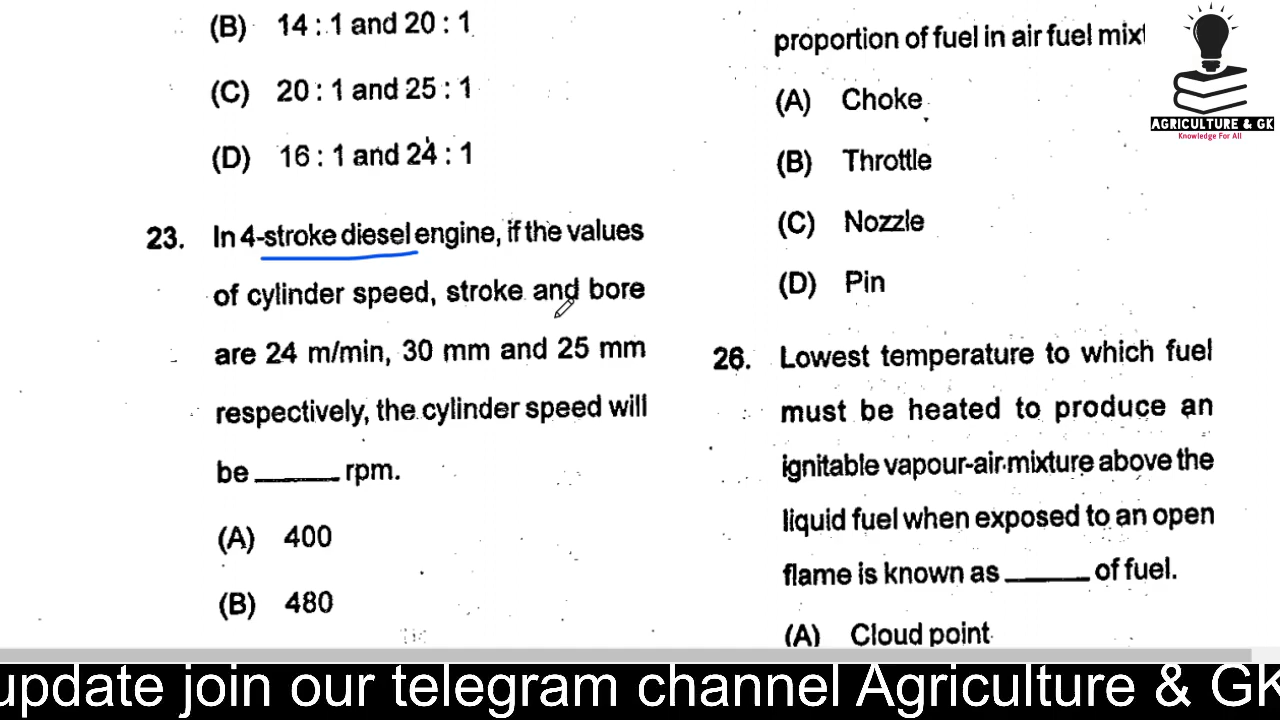 (B) 14 : 1 and 20 : 1
(C) 20 : 1 and 25 : 1
(D) 16 : 1 and 24 : 1
23. In 4-stroke diesel engine, if the values
of cylinder speed, stroke and bore
are 24 m/min, 30 mm and 25 mm
respectively, the cylinder speed will
be ______ rpm.
(A) 400
(B) 480
proportion of fuel in air fuel mixt
(A) Choke
(B) Throttle
(C) Nozzle
(D) Pin
26. Lowest temperature to which fuel
must be heated to produce an
ignitable vapour-air mixture above the
liquid fuel when exposed to an open
flame is known as ______ of fuel.
(A) Cloud point
AGRICULTURE & GK
Knowledge For All
update join our telegram channel Agriculture & GK